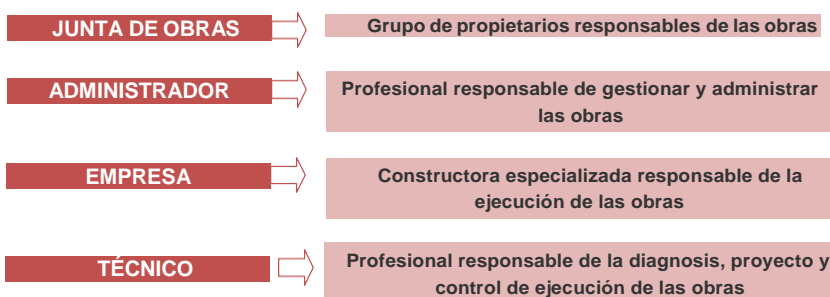 JUNTA DE OBRAS
Grupo de propietarios responsables de las obras
ADMINISTRADOR
Profesional responsable de gestionar y administrar
las obras
EMPRESA
Constructora especializada responsable de la
ejecución de las obras
TÉCNICO
Profesional responsable de la diagnosis, proyecto y
control de ejecución de las obras